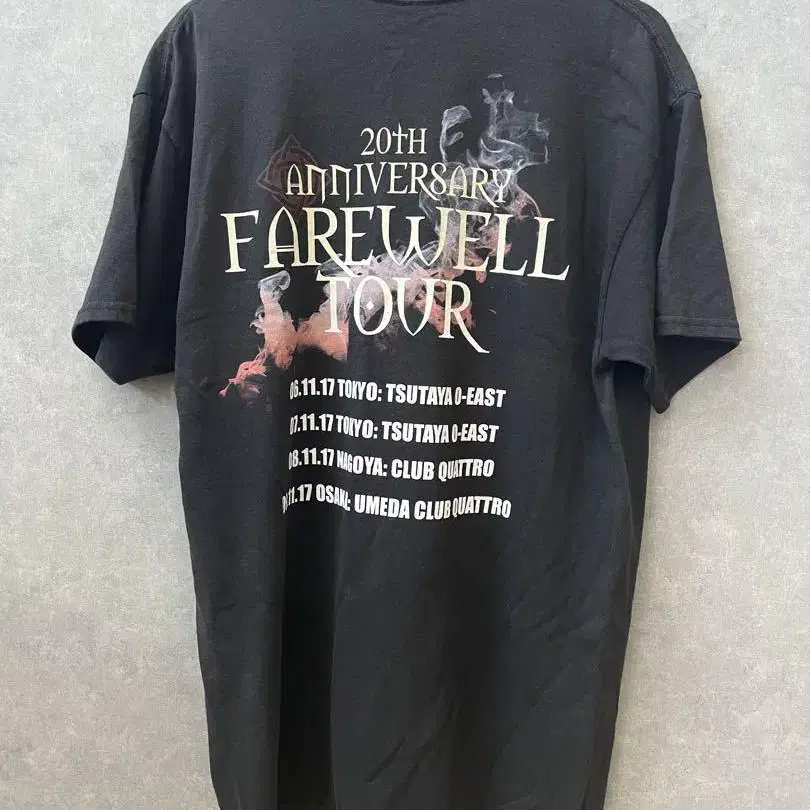 20TH
ANNIVERSARY
FAREWELL
TOUR
06.11.17 TOKYO: TSUTAYA O-EAST
07.11.17 TOKYO: TSUTAYA O-EAST
08.11.17 NAGOYA: CLUB QUATTRO
OSAKA: UMEDA CLUB QUATTRO